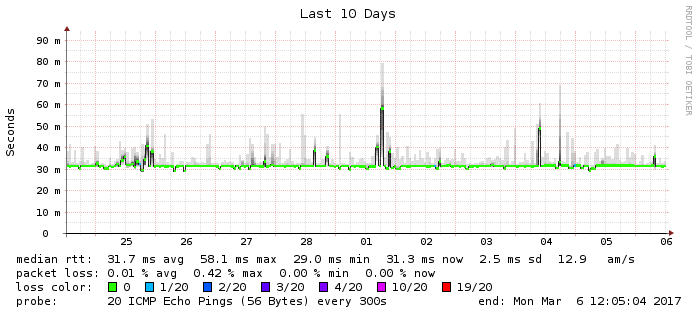 Last 10 Days
RRDTOOL / TOBI OETIKER
Seconds
90 m
80 m
70 m
60 m
50 m
40 m
30 m
20 m
10 m
0
25 26 27 28 01 02 03 04 05 06
median rtt: 31.7 ms avg 58.1 ms max 29.0 ms min 31.3 ms now 2.5 ms sd 12.9 am/s
packet loss: 0.01 % avg 0.42 % max 0.00 % min 0.00 % now
loss color: 0 1/20 2/20 3/20 4/20 10/20 19/20
probe: 20 ICMP Echo Pings (56 Bytes) every 300s end: Mon Mar 6 12:05:04 2017